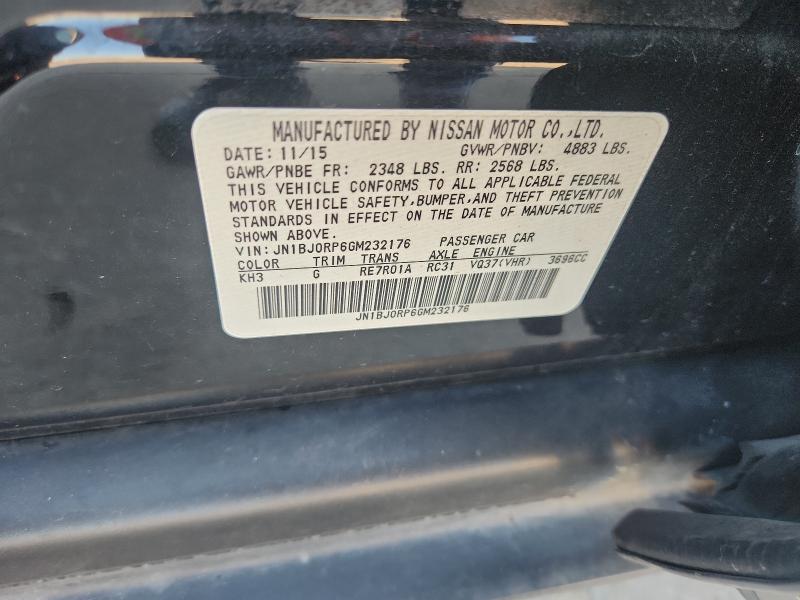 MANUFACTURED BY NISSAN MOTOR CO.,LTD.
DATE: 11/15 GVWR/PNBV: 4883 LBS.
GAWR/PNBE FR: 2348 LBS. RR: 2568 LBS.
THIS VEHICLE CONFORMS TO ALL APPLICABLE FEDERAL
MOTOR VEHICLE SAFETY,BUMPER,AND THEFT PREVENTION
STANDARDS IN EFFECT ON THE DATE OF MANUFACTURE
SHOWN ABOVE.
VIN: JN1BJ0RP6GM232176 PASSENGER CAR
COLOR TRIM TRANS AXLE ENGINE
KH3 G RE7R01A RC31 VQ37(VHR) 3696CC
JN1BJ0RP6GM232176